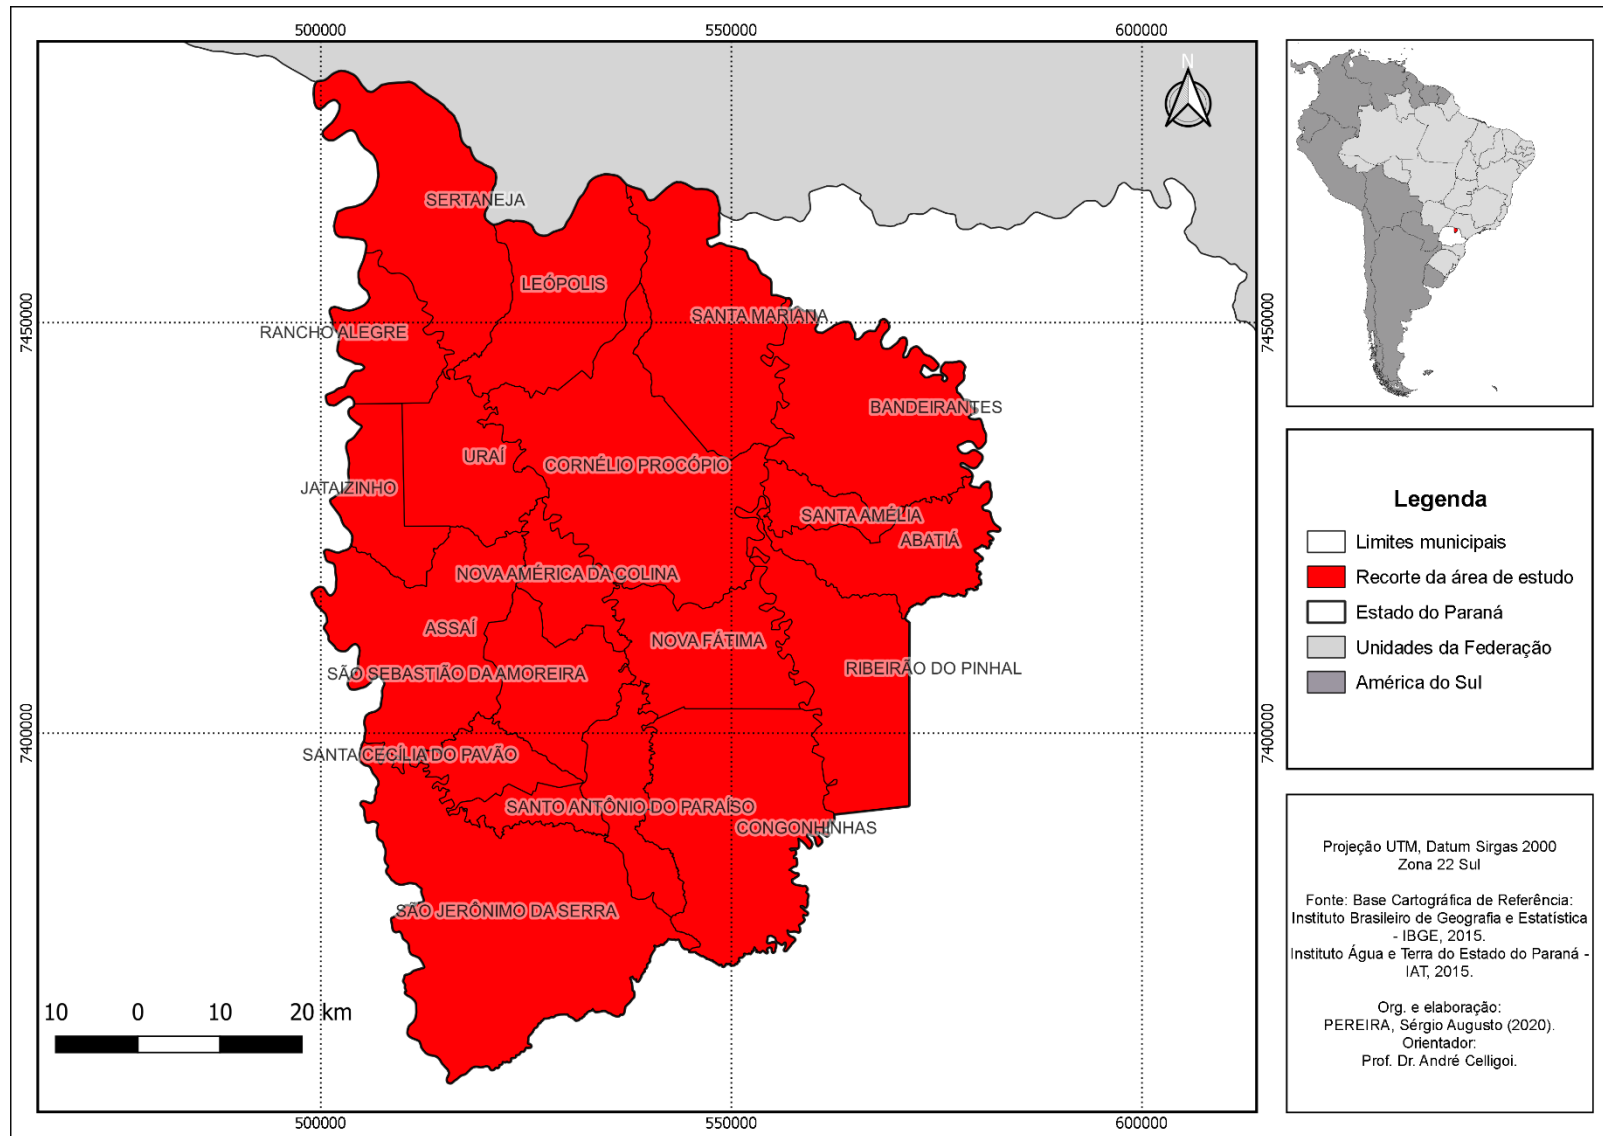 500000
550000
600000
N
SERTANEJA
LEÓPOLIS
SANTA MARIANA
RANCHO ALEGRE
7450000
7450000
BANDEIRANTES
URAÍ
CORNÉLIO PROCÓPIO
JATAIZINHO
SANTA AMÉLIA
ABATIÁ
NOVA AMÉRICA DA COLINA
ASSAÍ
NOVA FÁTIMA
SÃO SEBASTIÃO DA AMOREIRA
RIBEIRÃO DO PINHAL
7400000
7400000
SANTA CECÍLIA DO PAVÃO
SANTO ANTÔNIO DO PARAÍSO
CONGONHINHAS
SÃO JERÔNIMO DA SERRA
10 0 10 20 km
500000
550000
600000
Legenda
Limites municipais
Recorte da área de estudo
Estado do Paraná
Unidades da Federação
América do Sul
Projeção UTM, Datum Sirgas 2000
Zona 22 Sul
Fonte: Base Cartográfica de Referência:
Instituto Brasileiro de Geografia e Estatística
- IBGE, 2015.
Instituto Água e Terra do Estado do Paraná -
IAT, 2015.
Org. e elaboração:
PEREIRA, Sérgio Augusto (2020).
Orientador:
Prof. Dr. André Celligoi.